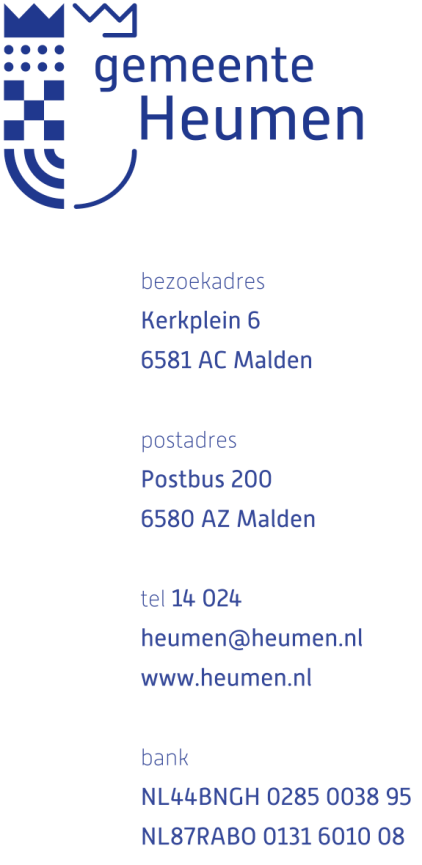 gemeente
Heumen
bezoekadres
Kerkplein 6
6581 AC Malden
postadres
Postbus 200
6580 AZ Malden
tel 14 024
heumen@heumen.nl
www.heumen.nl
bank
NL44BNGH 0285 0038 95
NL87RABO 0131 6010 08